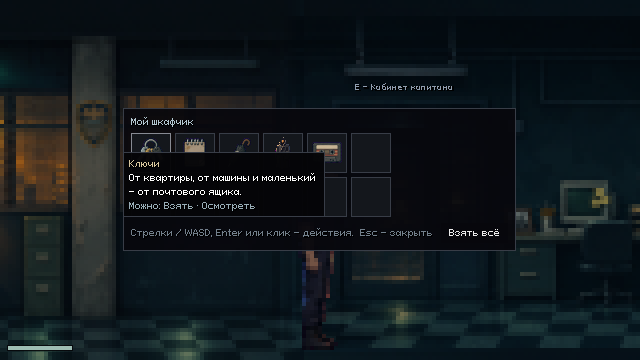 E – Кабинет капитана
Мой шкафчик
Ключи
От квартиры, от машины и маленький
– от почтового ящика.
Можно: Взять · Осмотреть
Стрелки / WASD, Enter или клик – действия. Esc – закрыть
Взять всё